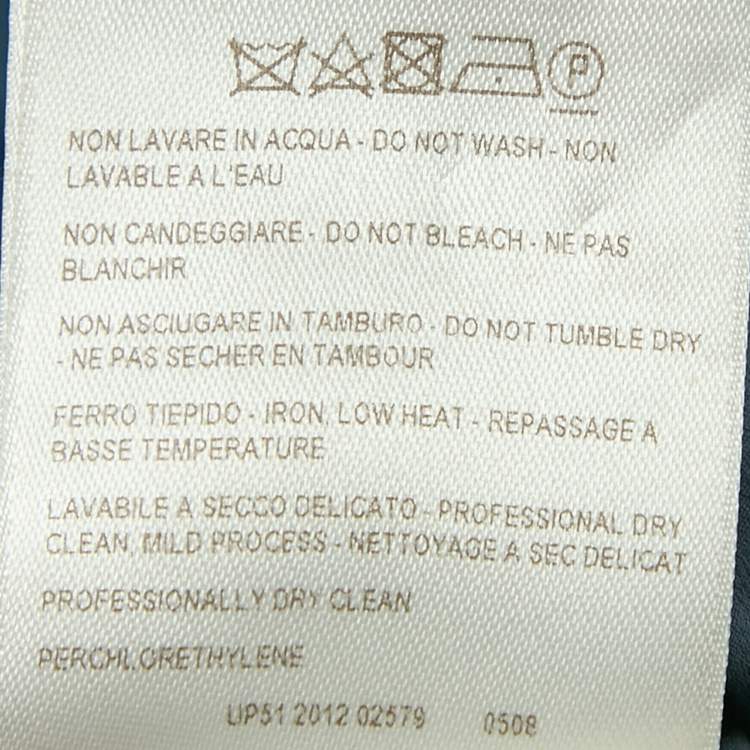 P
NON LAVARE IN ACQUA - DO NOT WASH - NON
LAVABLE A L'EAU
NON CANDEGGIARE - DO NOT BLEACH - NE PAS
BLANCHIR
NON ASCIUGARE IN TAMBURO - DO NOT TUMBLE DRY
- NE PAS SECHER EN TAMBOUR
FERRO TIEPIDO - IRON, LOW HEAT - REPASSAGE A
BASSE TEMPERATURE
LAVABILE A SECCO DELICATO - PROFESSIONAL DRY
CLEAN, MILD PROCESS - NETTOYAGE A SEC DELICAT
PROFESSIONALLY DRY CLEAN
PERCHLORETHYLENE
UP51 2012 02579 0508